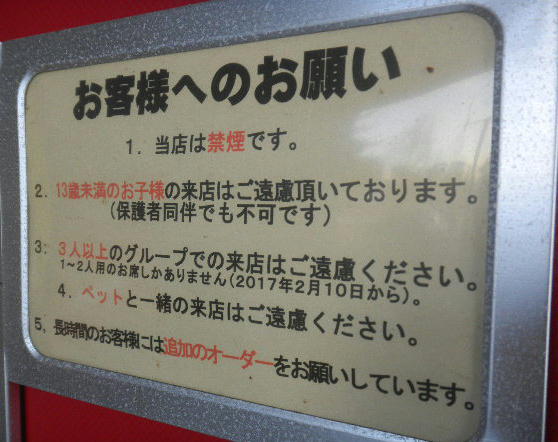 お客様へのお願い
1. 当店は禁煙です。
2. 13歳未満のお子様の来店はご遠慮頂いております。
(保護者同伴でも不可です)
3. 3人以上のグループでの来店はご遠慮ください。
1～2人用のお席しかありません(2017年2月10日から)。
4. ペットと一緒の来店はご遠慮ください。
5. 長時間のお客様には追加のオーダーをお願いしています。